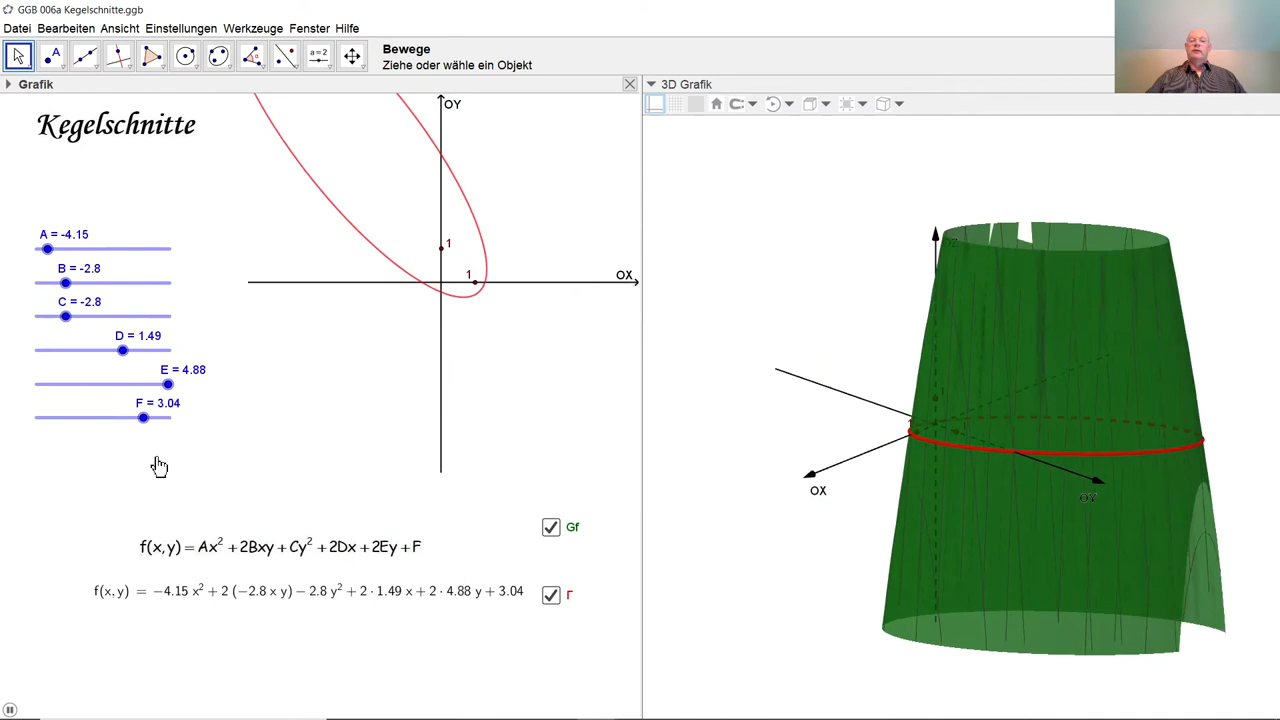 GGB 006a Kegelschnitte.ggb
Datei Bearbeiten Ansicht Einstellungen Werkzeuge Fenster Hilfe
A
a=2
Bewege
Ziehe oder wähle ein Objekt
Grafik
3D Grafik
Kegelschnitte
OY
1
1
OX
A = -4.15
B = -2.8
C = -2.8
D = 1.49
E = 4.88
F = 3.04
1
OX
OY
f(x,y) = Ax² + 2Bxy + Cy² + 2Dx + 2Ey + F
Gf
f(x, y) = −4.15 x² + 2 (−2.8 x y) − 2.8 y² + 2 · 1.49 x + 2 · 4.88 y + 3.04
Γ